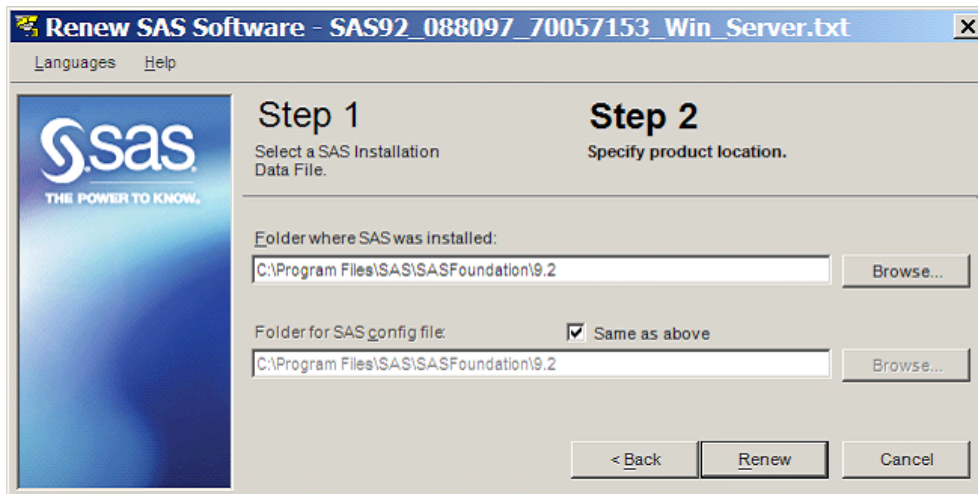 Renew SAS Software - SAS92_088097_70057153_Win_Server.txt
Languages Help
sas
THE POWER TO KNOW.
Step 1
Select a SAS Installation
Data File.
Step 2
Specify product location.
Folder where SAS was installed:
C:\Program Files\SAS\SASFoundation\9.2
Browse...
Folder for SAS config file:
Same as above
C:\Program Files\SAS\SASFoundation\9.2
Browse...
< Back
Renew
Cancel